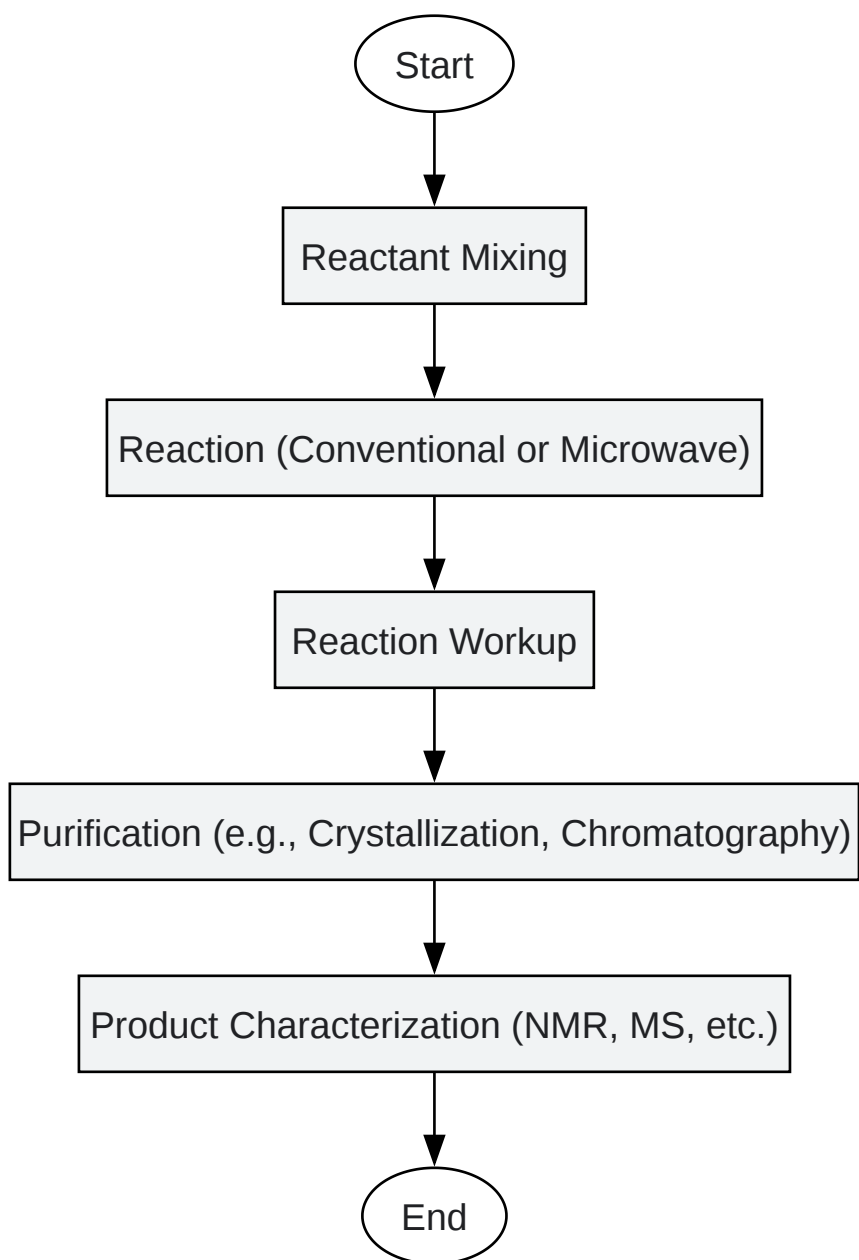 Start
Reactant Mixing
Reaction (Conventional or Microwave)
Reaction Workup
Purification (e.g., Crystallization, Chromatography)
Product Characterization (NMR, MS, etc.)
End